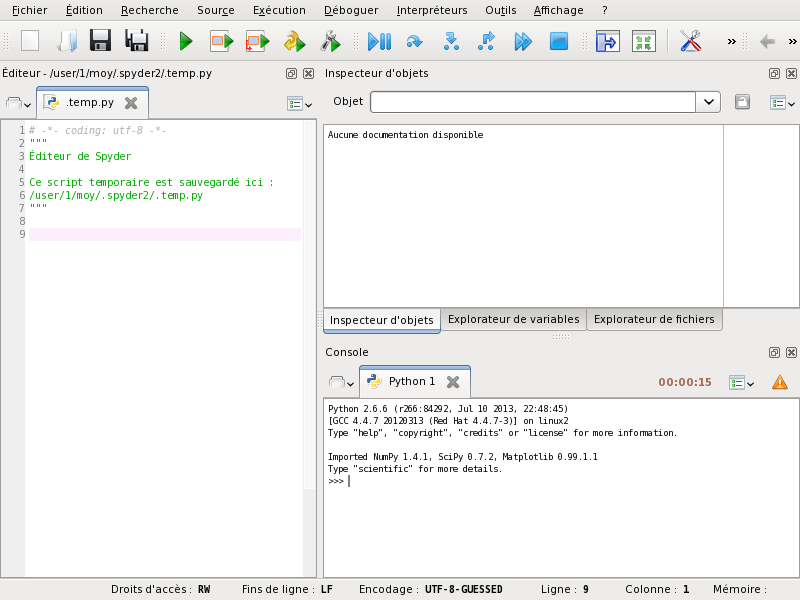 Fichier Édition Recherche Source Exécution Déboguer Interpréteurs Outils Affichage ?
» »
Éditeur - /user/1/moy/.spyder2/.temp.py
.temp.py
1 # -*- coding: utf-8 -*-
2 """
3 Éditeur de Spyder
4
5 Ce script temporaire est sauvegardé ici :
6 /user/1/moy/.spyder2/.temp.py
7 """
8
9
Inspecteur d'objets
Objet
Aucune documentation disponible
Inspecteur d'objets Explorateur de variables Explorateur de fichiers
Console
Python 1 00:00:15
Python 2.6.6 (r266:84292, Jul 10 2013, 22:48:45)
[GCC 4.4.7 20120313 (Red Hat 4.4.7-3)] on linux2
Type "help", "copyright", "credits" or "license" for more information.
Imported NumPy 1.4.1, SciPy 0.7.2, Matplotlib 0.99.1.1
Type "scientific" for more details.
>>>
Droits d'accès : RW Fins de ligne : LF Encodage : UTF-8-GUESSED Ligne : 9 Colonne : 1 Mémoire :